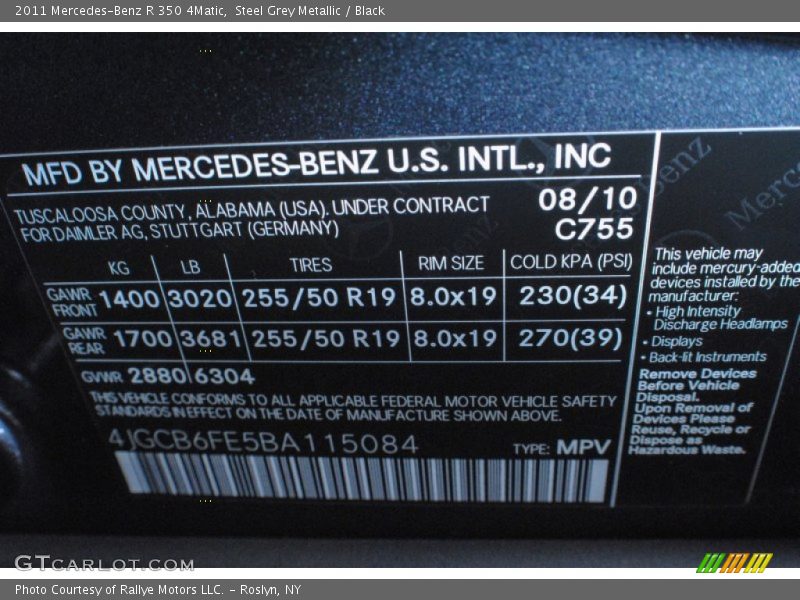 2011 Mercedes-Benz R 350 4Matic,  Steel Grey Metallic / Black
MFD BY MERCEDES-BENZ U.S. INTL., INC
TUSCALOOSA COUNTY, ALABAMA (USA). UNDER CONTRACT
FOR DAIMLER AG, STUTTGART (GERMANY)
08/10
C755
KG LB TIRES RIM SIZE COLD KPA (PSI)
GAWR FRONT 1400 3020 255/50 R19 8.0x19 230(34)
GAWR REAR 1700 3681 255/50 R19 8.0x19 270(39)
GVWR 2880 6304
THIS VEHICLE CONFORMS TO ALL APPLICABLE FEDERAL MOTOR VEHICLE SAFETY
STANDARDS IN EFFECT ON THE DATE OF MANUFACTURE SHOWN ABOVE.
4JGCB6FE5BA115084
TYPE: MPV
This vehicle may
include mercury-added
devices installed by the
manufacturer:
• High Intensity
Discharge Headlamps
• Displays
• Back-lit Instruments
Remove Devices
Before Vehicle
Disposal.
Upon Removal of
Devices Please
Reuse, Recycle or
Dispose as
Hazardous Waste.
GTCARLOT.COM
Photo Courtesy of Rallye Motors LLC. - Roslyn, NY